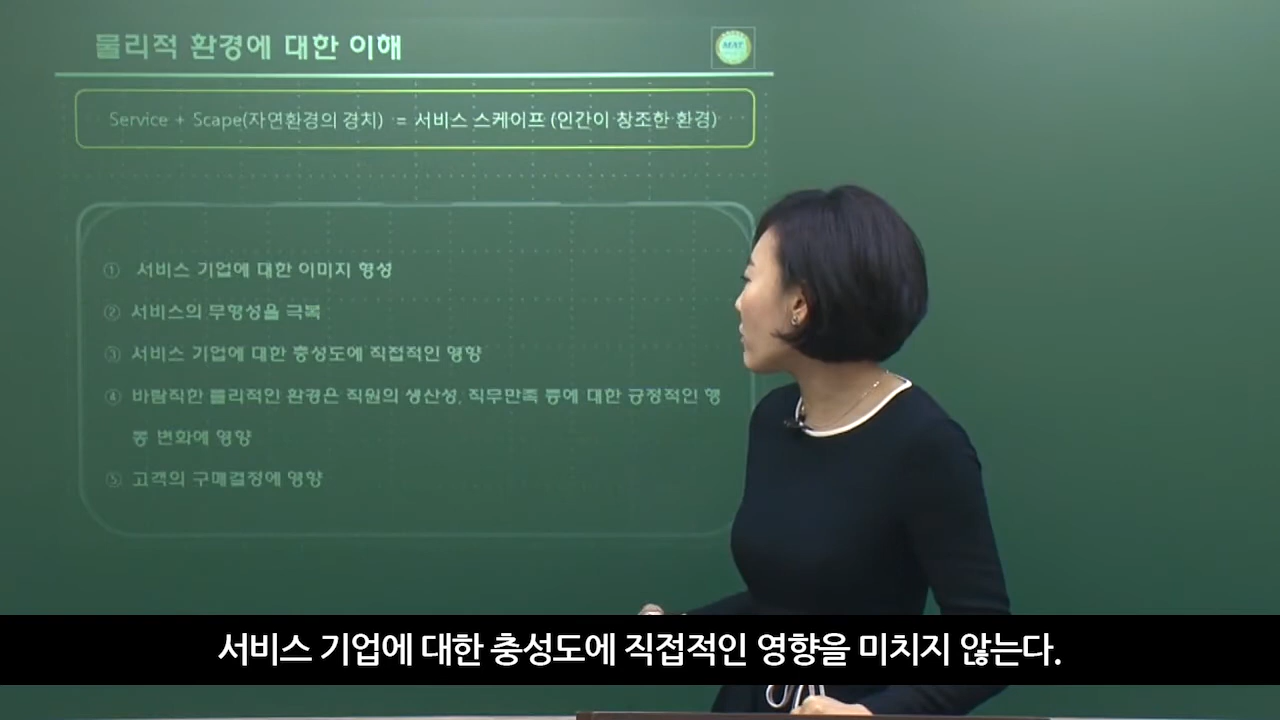 물리적 환경에 대한 이해
MAT
Service + Scape(자연환경의 경치) = 서비스 스케이프 (인간이 창조한 환경)
① 서비스 기업에 대한 이미지 형성
② 서비스의 무형성을 극복
③ 서비스 기업에 대한 충성도에 직접적인 영향
④ 바람직한 물리적인 환경은 직원의 생산성, 직무만족 등에 대한 긍정적인 행
동 변화에 영향
⑤ 고객의 구매결정에 영향
서비스 기업에 대한 충성도에 직접적인 영향을 미치지 않는다.